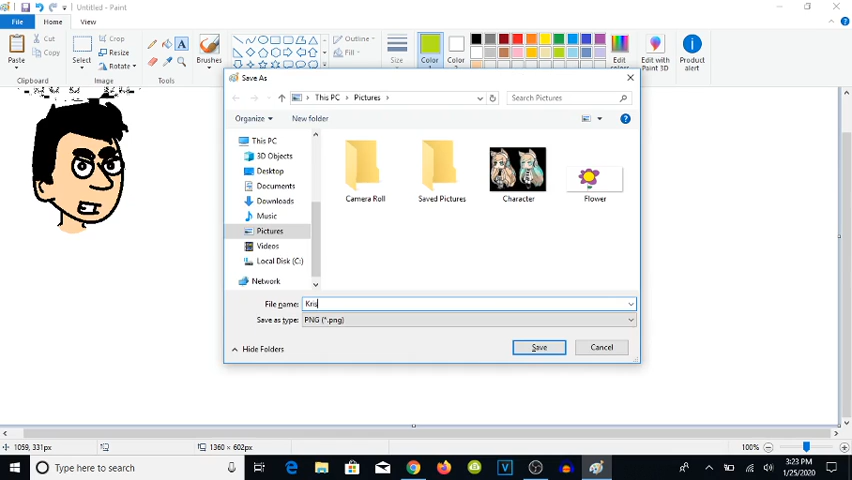 Untitled - Paint
File Home View
Paste
Cut
Copy
Clipboard
Select
Crop
Resize
Rotate
Image
A
Tools
Brushes
Shapes
Outline
Fill
Size
Color 1
Color 2
Edit colors
Edit with Paint 3D
Product alert
Save As
This PC Pictures
Search Pictures
Organize New folder
This PC
3D Objects
Desktop
Documents
Downloads
Music
Pictures
Videos
Local Disk (C:)
Network
Camera Roll
Saved Pictures
Character
Flower
File name: Kris
Save as type: PNG (*.png)
Hide Folders
Save Cancel
1059, 331px
1360 × 602px
100%
Type here to search
3:23 PM
1/25/2020